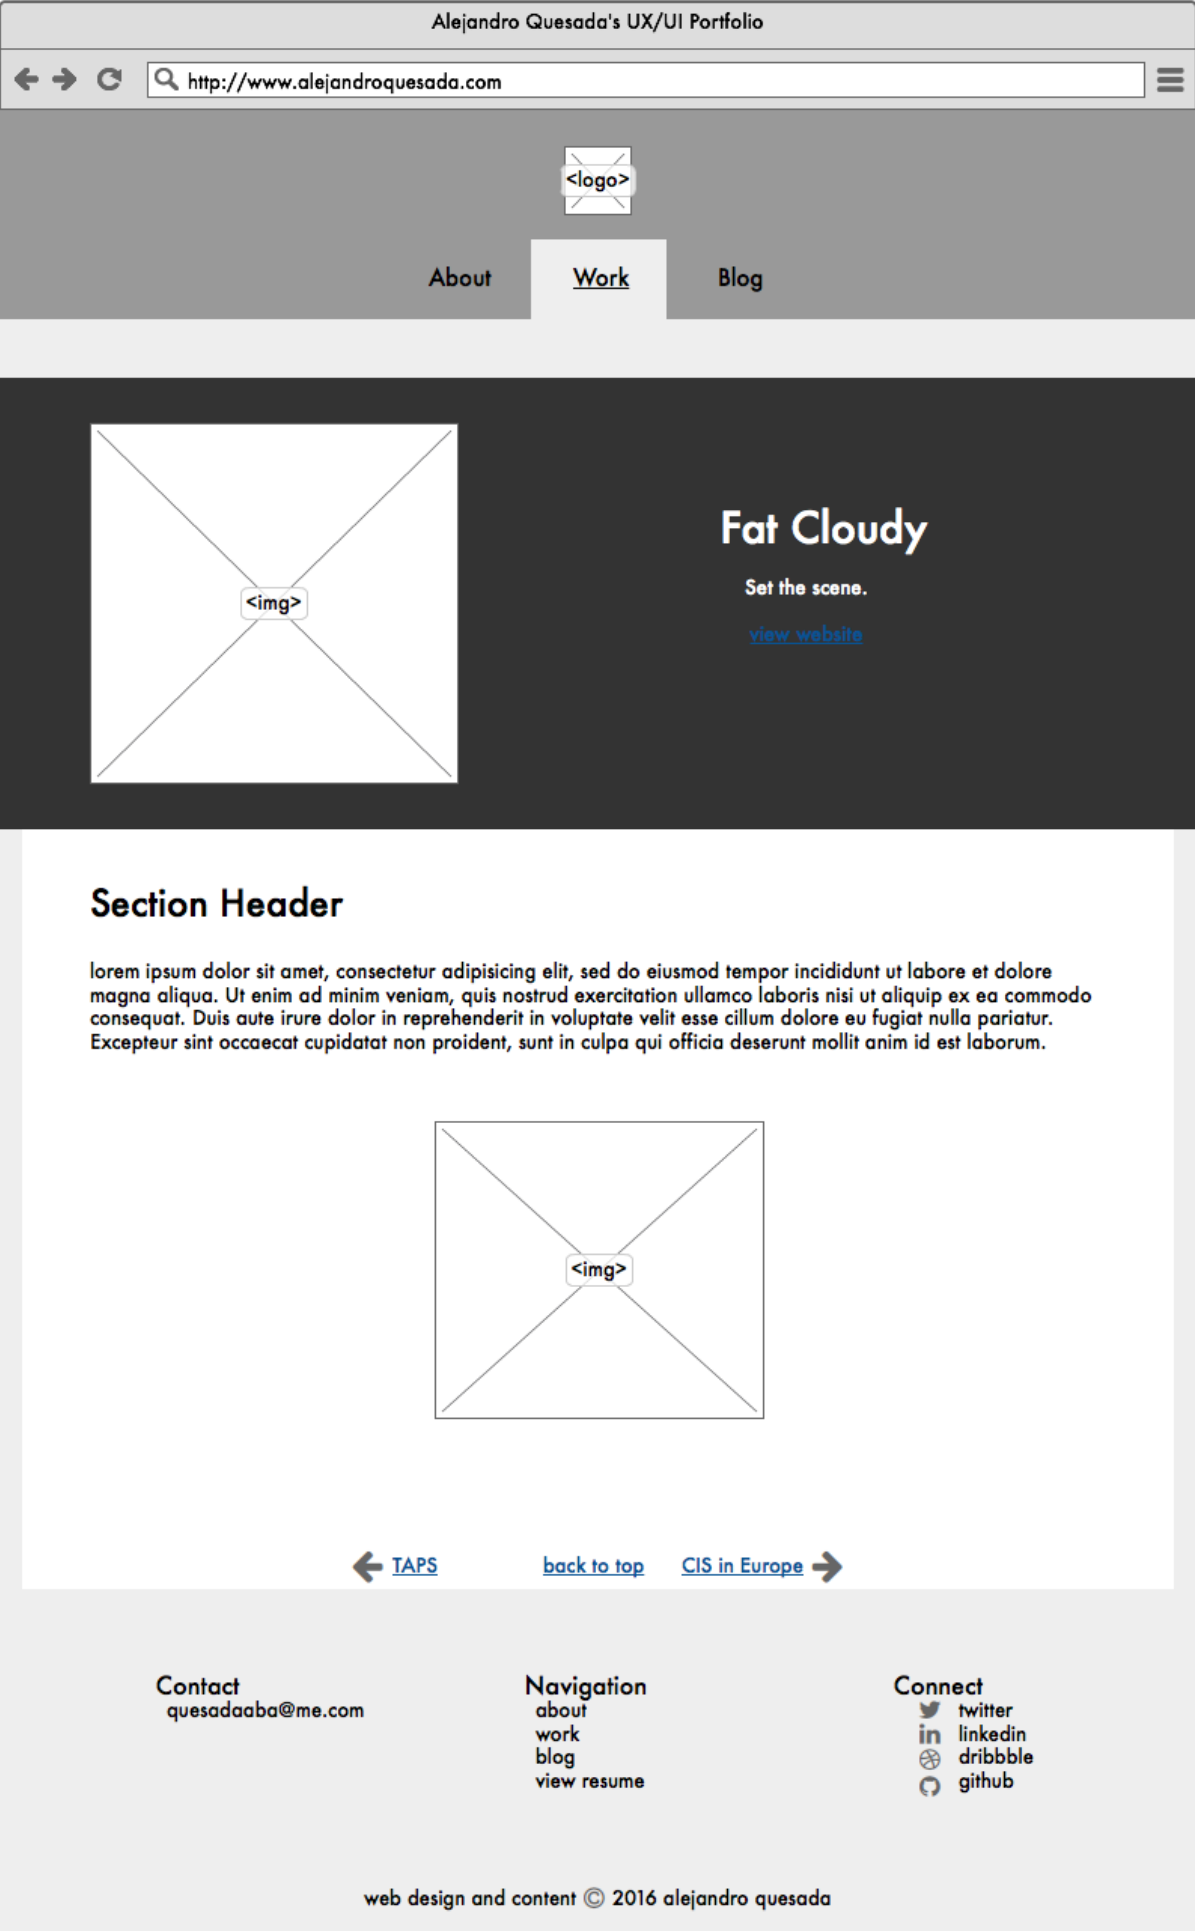 Alejandro Quesada's UX/UI Portfolio
http://www.alejandroquesada.com
<logo>
About Work Blog
Fat Cloudy
Set the scene.
view website
<img>
Section Header
lorem ipsum dolor sit amet, consectetur adipisicing elit, sed do eiusmod tempor incididunt ut labore et dolore
magna aliqua. Ut enim ad minim veniam, quis nostrud exercitation ullamco laboris nisi ut aliquip ex ea commodo
consequat. Duis aute irure dolor in reprehenderit in voluptate velit esse cillum dolore eu fugiat nulla pariatur.
Excepteur sint occaecat cupidatat non proident, sunt in culpa qui officia deserunt mollit anim id est laborum.
<img>
TAPS back to top CIS in Europe
Contact
quesadaaba@me.com
Navigation
about
work
blog
view resume
Connect
twitter
linkedin
dribbble
github
web design and content © 2016 alejandro quesada